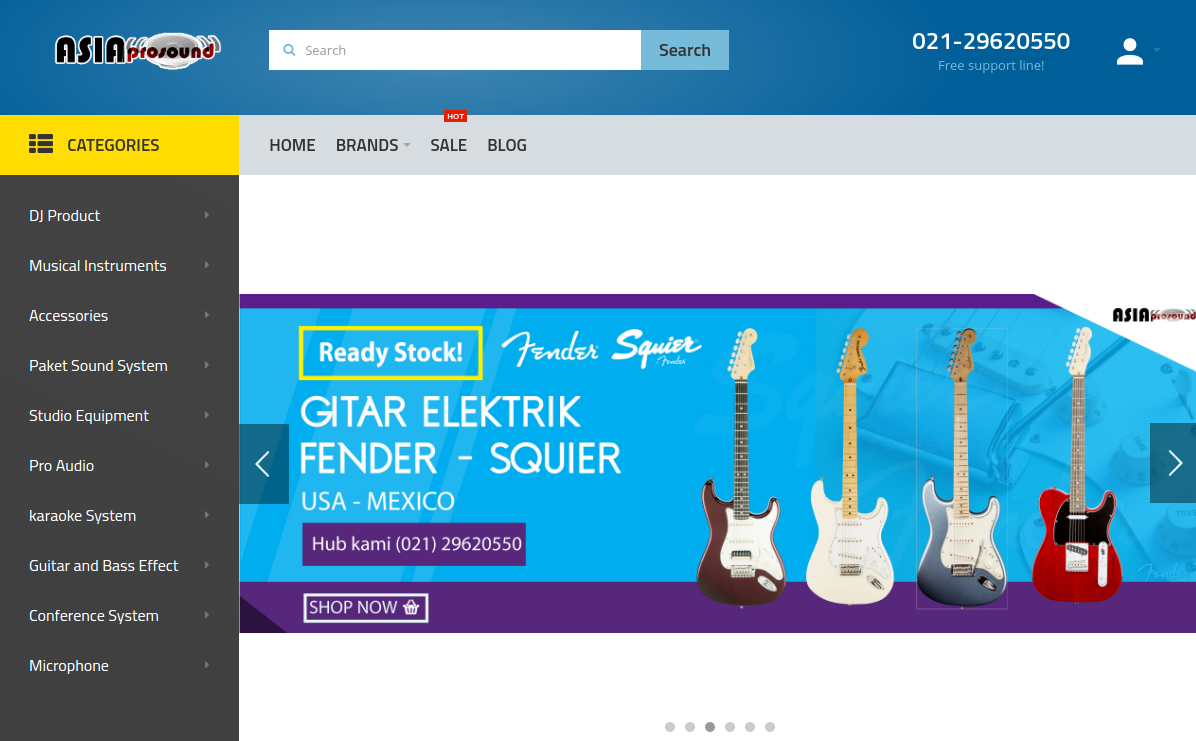 ASIA prosound
Search
Search
021-29620550
Free support line!
CATEGORIES
HOME
BRANDS
SALE
HOT
BLOG
DJ Product
Musical Instruments
Accessories
Paket Sound System
Studio Equipment
Pro Audio
karaoke System
Guitar and Bass Effect
Conference System
Microphone
ASIA prosound
Ready Stock!
Fender Squier
Fender
GITAR ELEKTRIK
FENDER - SQUIER
USA - MEXICO
Hub kami (021) 29620550
SHOP NOW